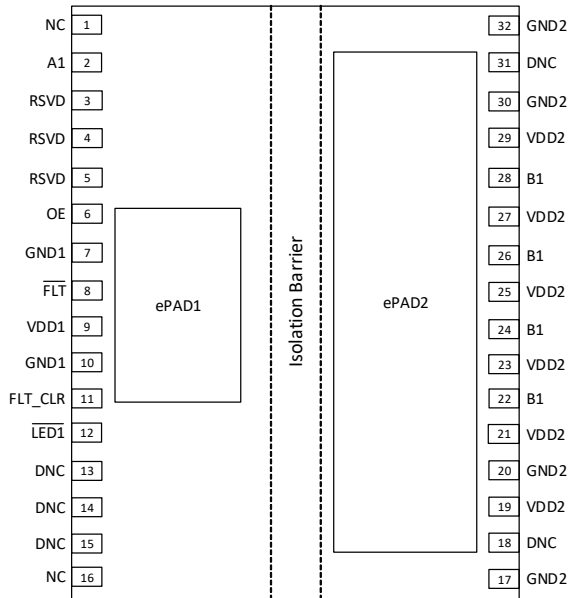 NC 1
A1 2
RSVD 3
RSVD 4
RSVD 5
OE 6
GND1 7
FLT 8
VDD1 9
GND1 10
FLT_CLR 11
LED1 12
DNC 13
DNC 14
DNC 15
NC 16
ePAD1
Isolation Barrier
ePAD2
32 GND2
31 DNC
30 GND2
29 VDD2
28 B1
27 VDD2
26 B1
25 VDD2
24 B1
23 VDD2
22 B1
21 VDD2
20 GND2
19 VDD2
18 DNC
17 GND2